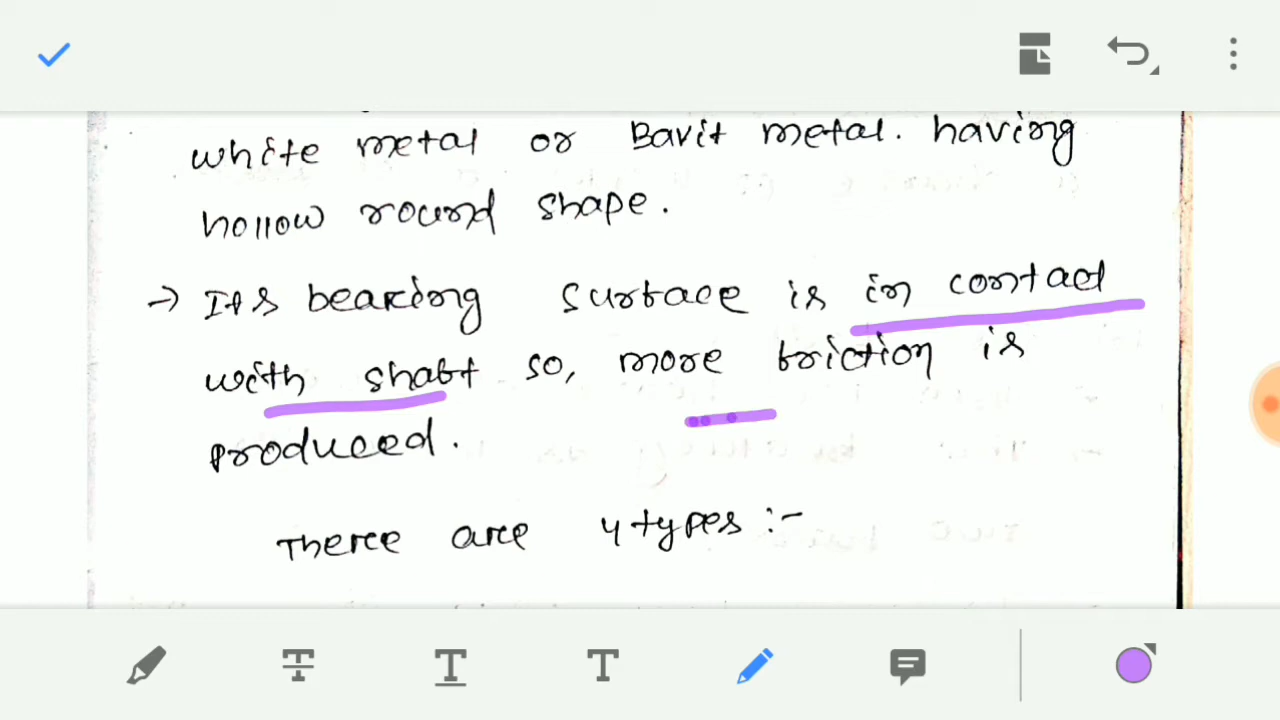 white metal or Bavit metal. having
hollow round shape.
→ Its bearing surface is in contact
with shaft so, more friction is
produced.
There are 4 types :-
T
T
T